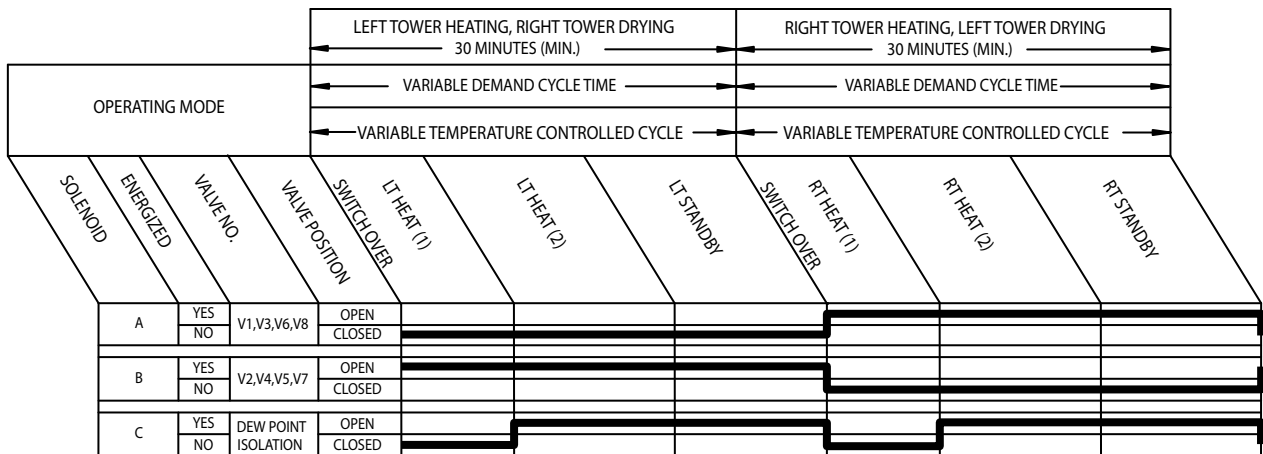 LEFT TOWER HEATING, RIGHT TOWER DRYING
30 MINUTES (MIN.)
RIGHT TOWER HEATING, LEFT TOWER DRYING
30 MINUTES (MIN.)
OPERATING MODE
VARIABLE DEMAND CYCLE TIME
VARIABLE DEMAND CYCLE TIME
VARIABLE TEMPERATURE CONTROLLED CYCLE
VARIABLE TEMPERATURE CONTROLLED CYCLE
SOLENOID
ENERGIZED
VALVE NO.
VALVE POSITION
SWITCH OVER
LT HEAT (1)
LT HEAT (2)
LT STANDBY
SWITCH OVER
RT HEAT (1)
RT HEAT (2)
RT STANDBY
A
YES
NO
V1,V3,V6,V8
OPEN
CLOSED
B
YES
NO
V2,V4,V5,V7
OPEN
CLOSED
C
YES
NO
DEW POINT
ISOLATION
OPEN
CLOSED